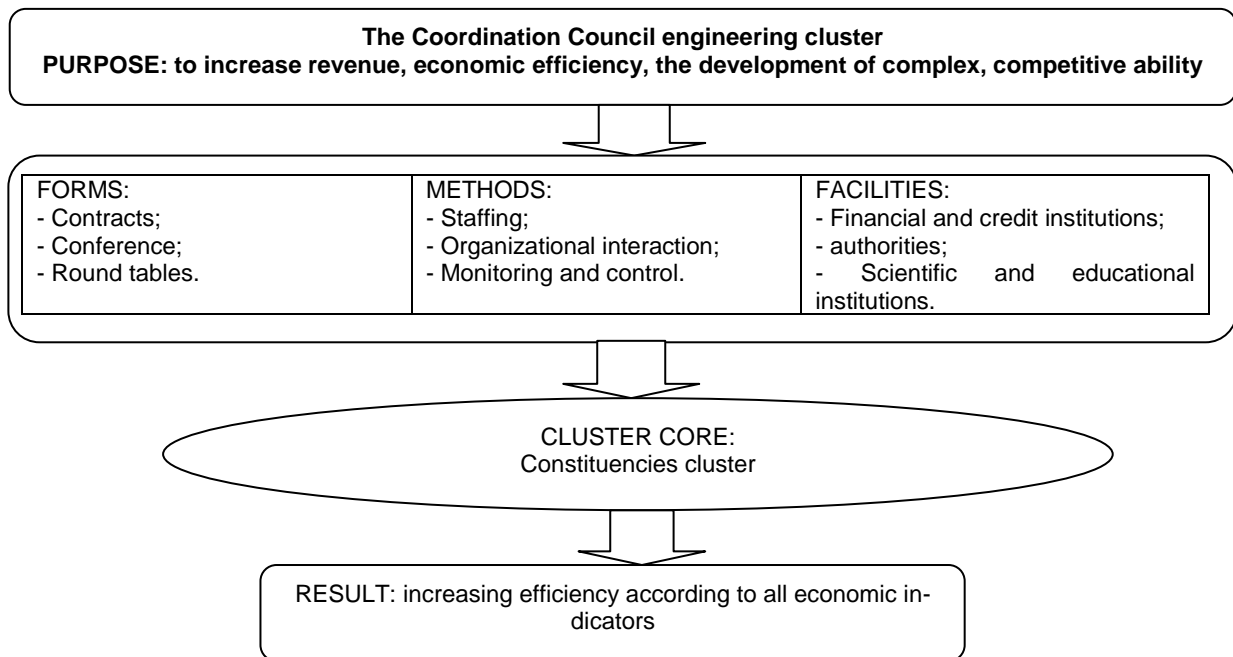 The Coordination Council engineering cluster
PURPOSE: to increase revenue, economic efficiency, the development of complex, competitive ability
FORMS:
- Contracts;
- Conference;
- Round tables.
METHODS:
- Staffing;
- Organizational interaction;
- Monitoring and control.
FACILITIES:
- Financial and credit institutions;
- authorities;
- Scientific and educational
institutions.
CLUSTER CORE:
Constituencies cluster
RESULT: increasing efficiency according to all economic in-
dicators